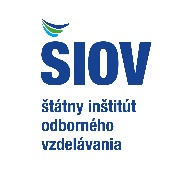 ŠIOV
štátny inštitút
odborného
vzdelávania